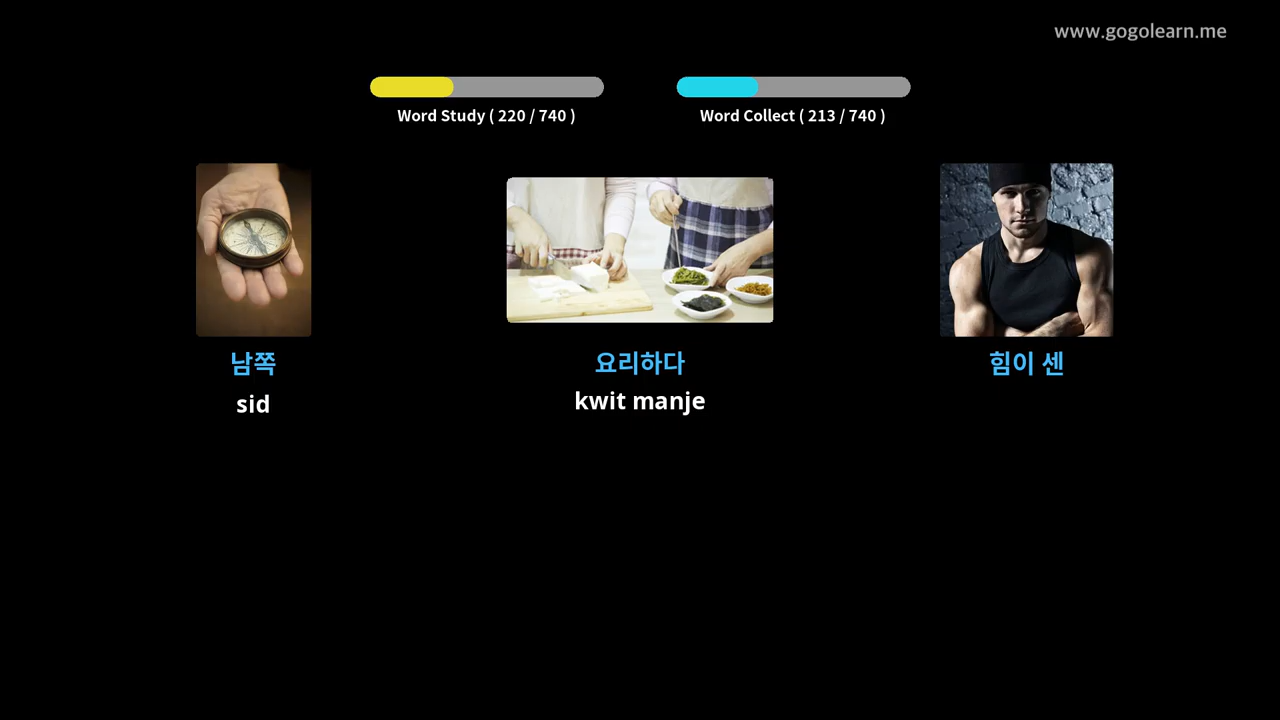 www.gogolearn.me
Word Study ( 220 / 740 )
Word Collect ( 213 / 740 )
남쪽
sid
요리하다
kwit manje
힘이 센